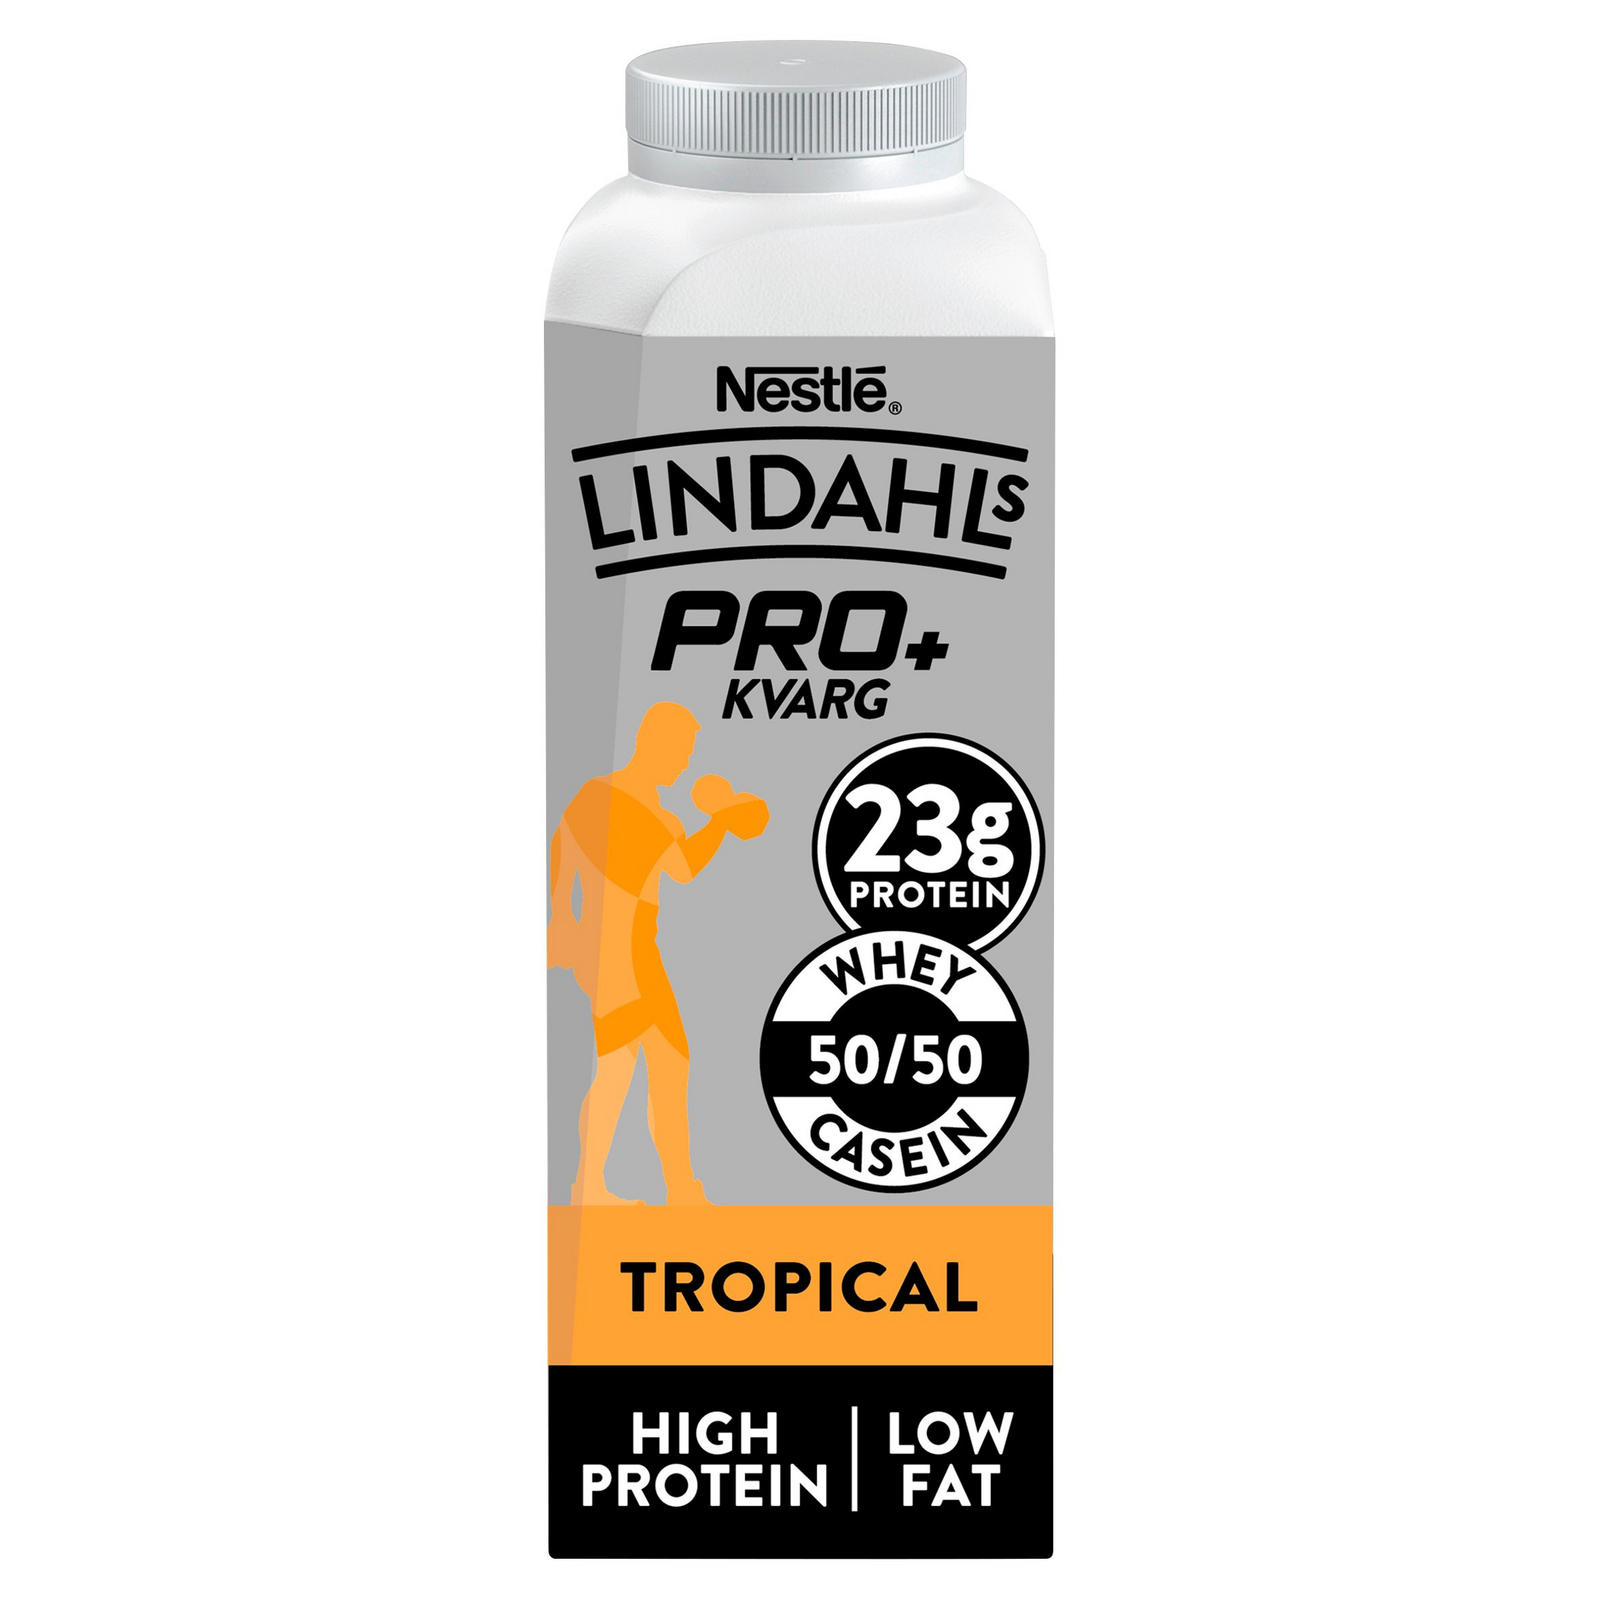 Nestlé®
LINDAHLs
PRO+
KVARG
23g
PROTEIN
WHEY
50/50
CASEIN
TROPICAL
HIGH
PROTEIN
LOW
FAT